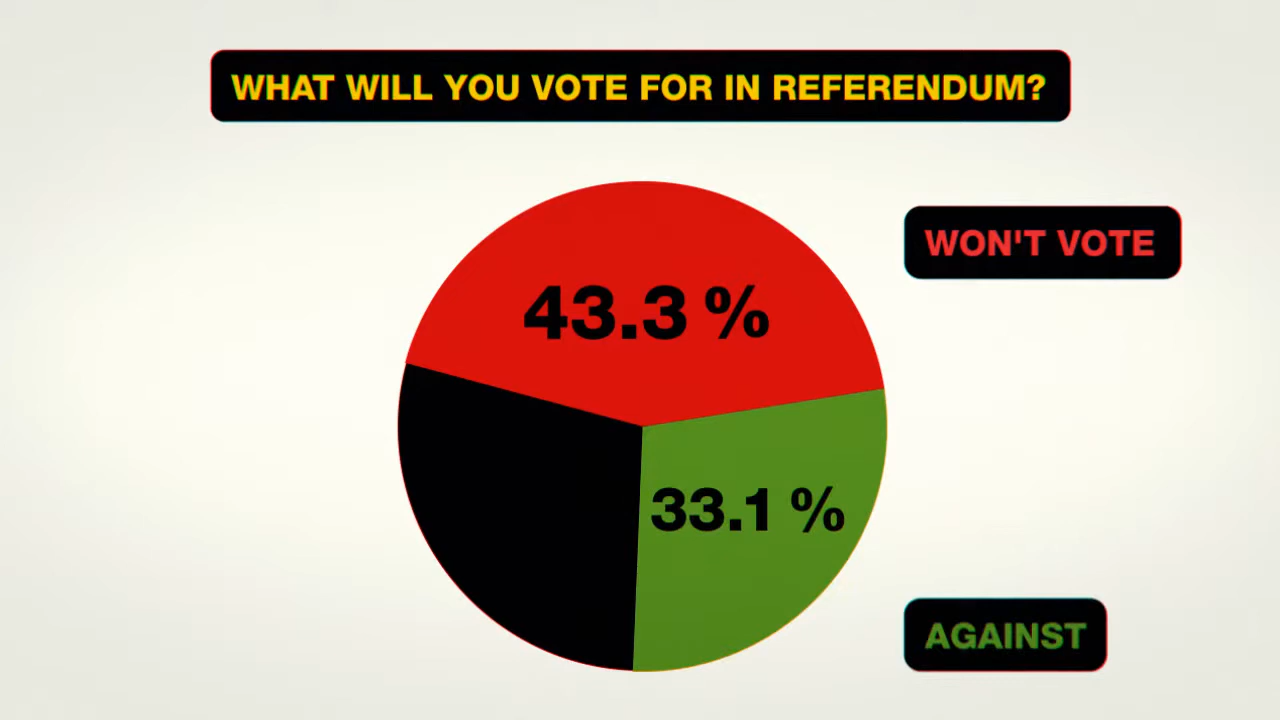 WHAT WILL YOU VOTE FOR IN REFERENDUM?
WON'T VOTE
43.3 %
33.1 %
AGAINST